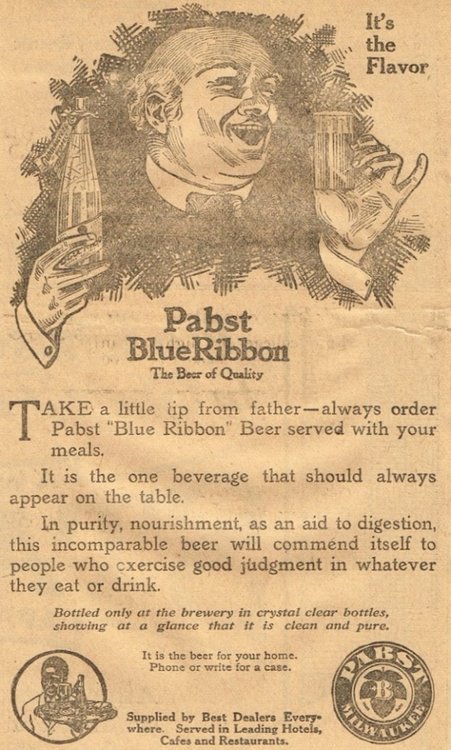 It's
the
Flavor
Pabst
Blue Ribbon
The Beer of Quality
TAKE a little tip from father—always order
Pabst "Blue Ribbon" Beer served with your
meals.
It is the one beverage that should always
appear on the table.
In purity, nourishment, as an aid to digestion,
this incomparable beer will commend itself to
people who exercise good judgment in whatever
they eat or drink.
Bottled only at the brewery in crystal clear bottles,
showing at a glance that it is clean and pure.
It is the beer for your home.
Phone or write for a case.
Supplied by Best Dealers Every-
where. Served in Leading Hotels,
Cafes and Restaurants.
PABST
B
MILWAUKEE